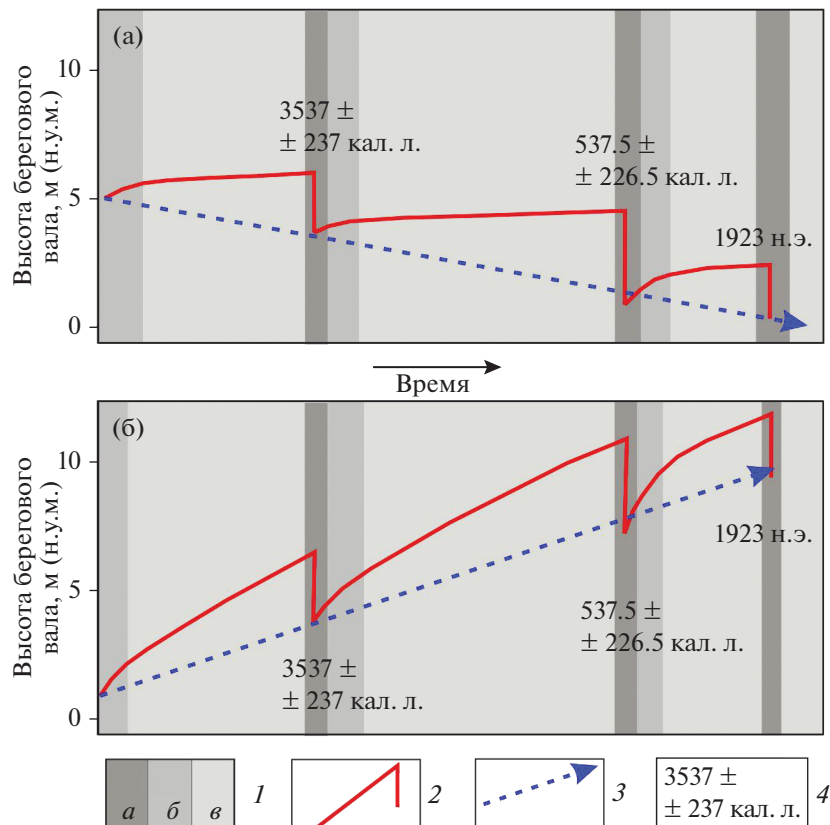 (а)
10
5
0
Высота берегового
вала, м (н.у.м.)
3537 ±
± 237 кал. л.
537.5 ±
± 226.5 кал. л.
1923 н.э.
Время
(б)
10
5
0
Высота берегового
вала, м (н.у.м.)
3537 ±
± 237 кал. л.
537.5 ±
± 226.5 кал. л.
1923 н.э.
а б в 1 2 3 3537 ± 4
± 237 кал. л.